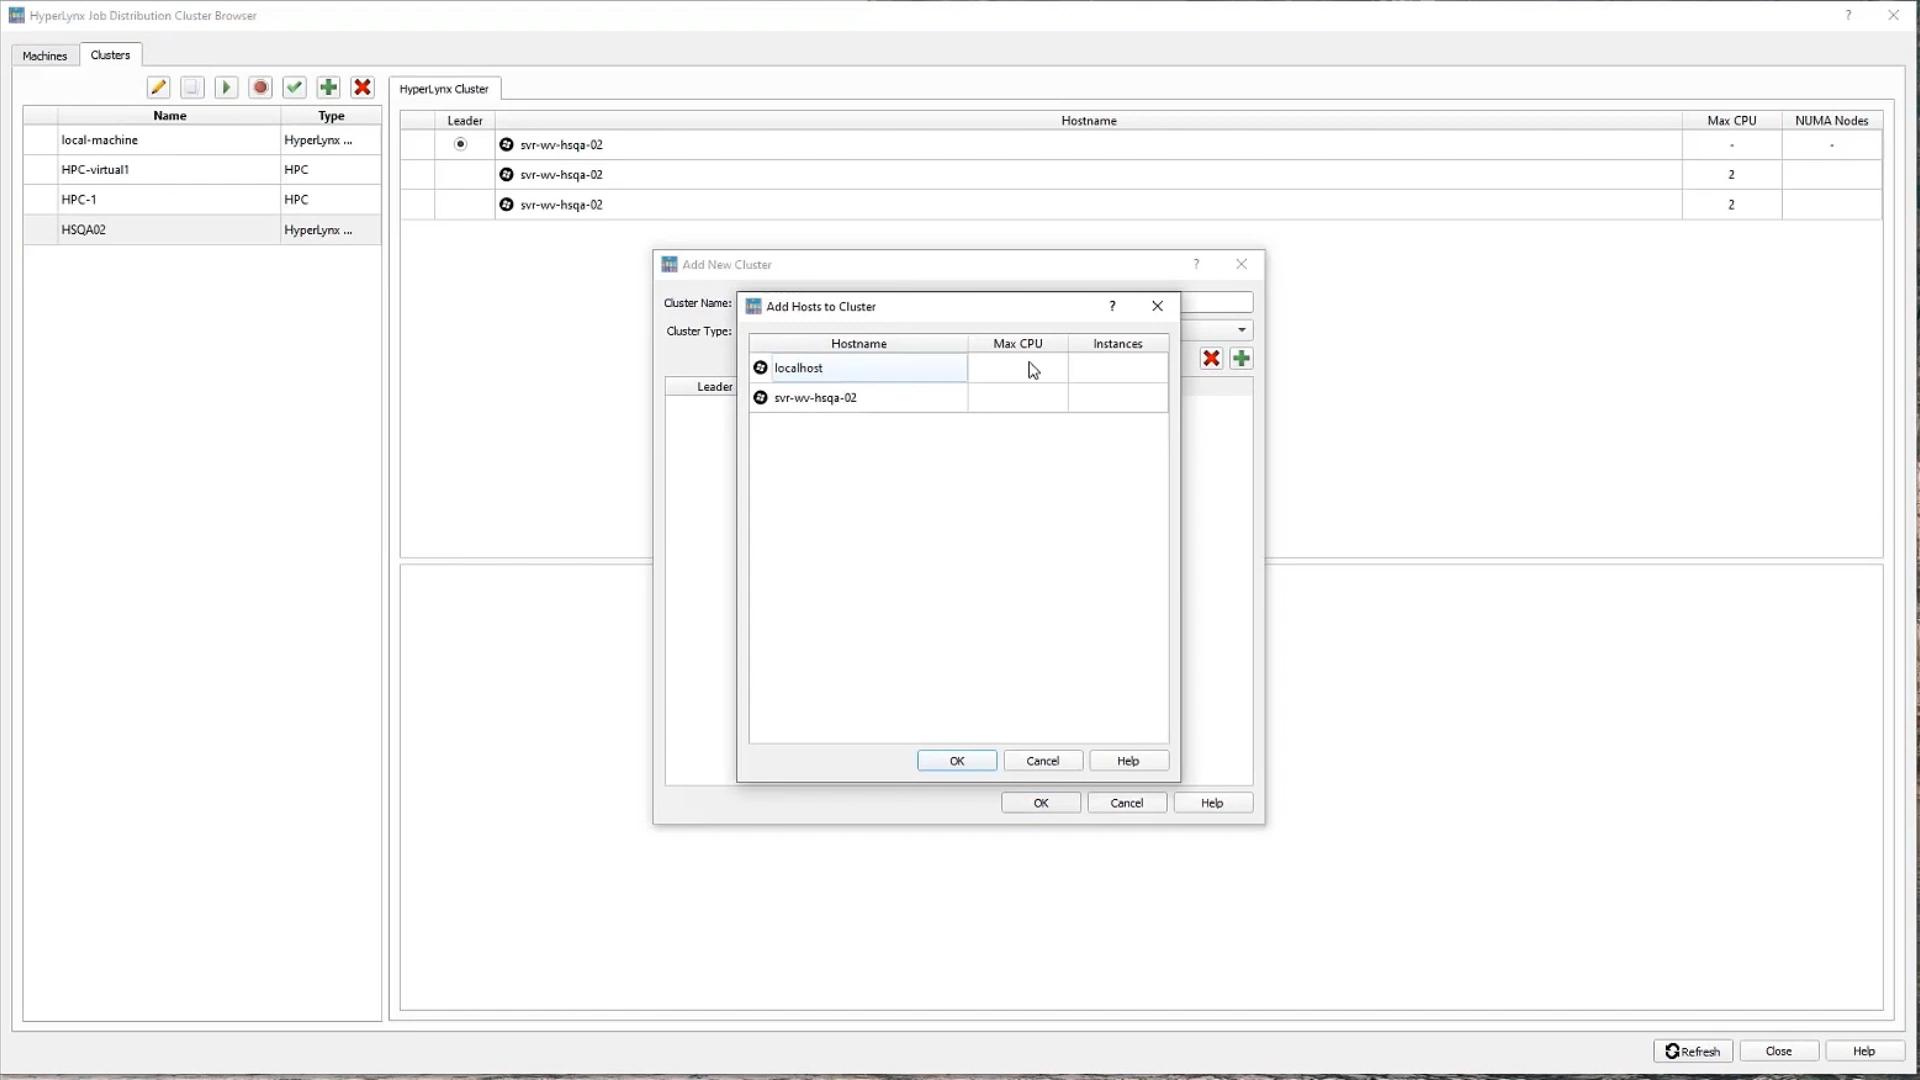 HyperLynx Job Distribution Cluster Browser
?
Machines
Clusters
Name
Type
local-machine
HyperLynx ...
HPC-virtual1
HPC
HPC-1
HPC
HSQA02
HyperLynx ...
HyperLynx Cluster
Leader
Hostname
Max CPU
NUMA Nodes
svr-wv-hsqa-02
-
-
svr-wv-hsqa-02
2
svr-wv-hsqa-02
2
Add New Cluster
?
Cluster Name:
Cluster Type:
Leader
Add Hosts to Cluster
?
Hostname
Max CPU
Instances
localhost
svr-wv-hsqa-02
OK
Cancel
Help
OK
Cancel
Help
Refresh
Close
Help